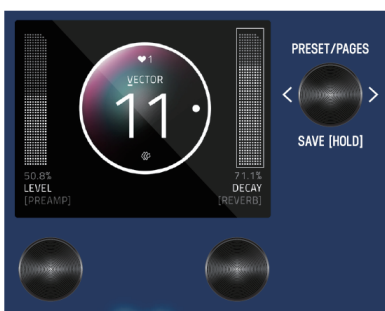 1
VECTOR
11
50.8%
LEVEL
[PREAMP]
71.1%
DECAY
[REVERB]
PRESET/PAGES
< >
SAVE [HOLD]